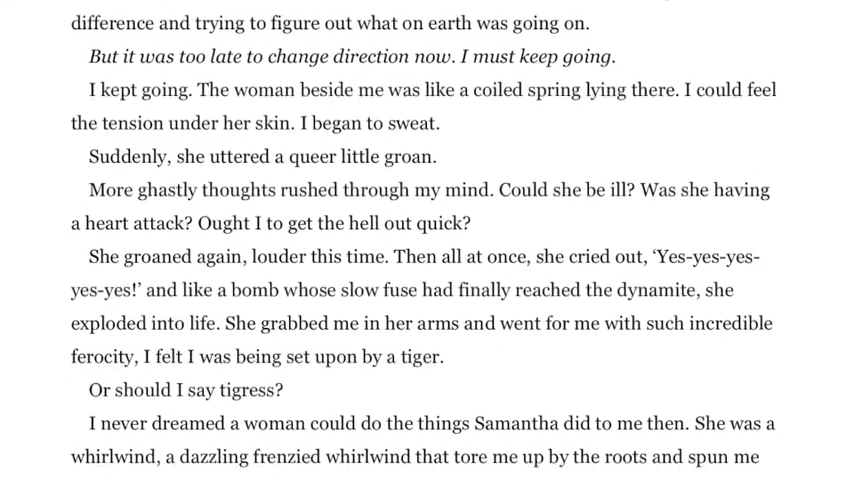 difference and trying to figure out what on earth was going on.
But it was too late to change direction now. I must keep going.
I kept going. The woman beside me was like a coiled spring lying there. I could feel
the tension under her skin. I began to sweat.
Suddenly, she uttered a queer little groan.
More ghastly thoughts rushed through my mind. Could she be ill? Was she having
a heart attack? Ought I to get the hell out quick?
She groaned again, louder this time. Then all at once, she cried out, ‘Yes-yes-yes-
yes-yes!’ and like a bomb whose slow fuse had finally reached the dynamite, she
exploded into life. She grabbed me in her arms and went for me with such incredible
ferocity, I felt I was being set upon by a tiger.
Or should I say tigress?
I never dreamed a woman could do the things Samantha did to me then. She was a
whirlwind, a dazzling frenzied whirlwind that tore me up by the roots and spun me